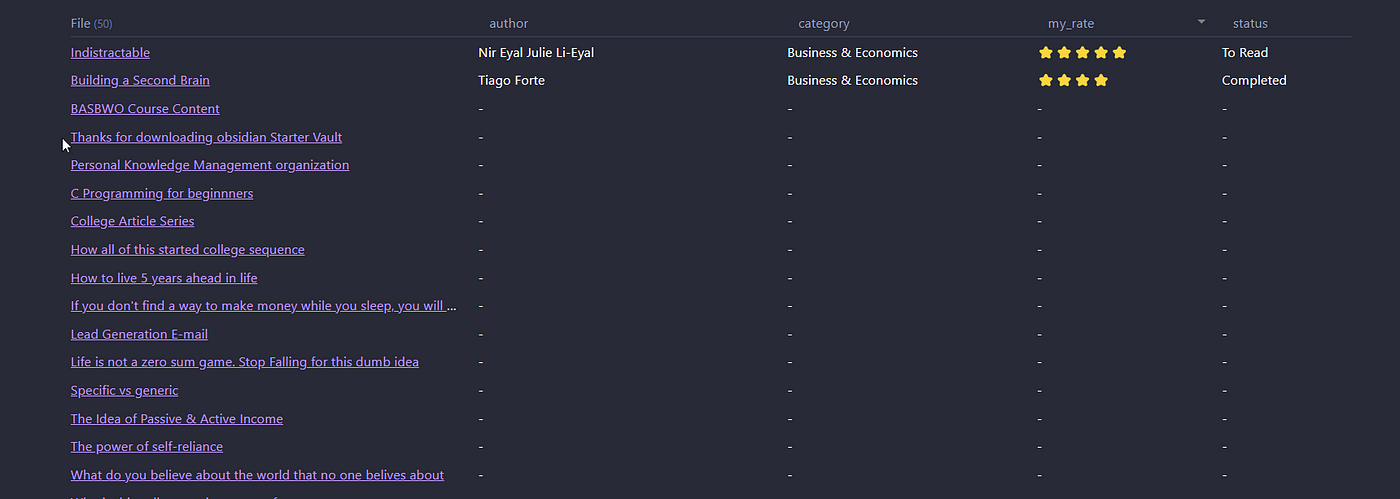 File (50) author category my_rate status
Indistractable Nir Eyal Julie Li-Eyal Business & Economics ⭐⭐⭐⭐⭐ To Read
Building a Second Brain Tiago Forte Business & Economics ⭐⭐⭐⭐ Completed
BASBWO Course Content - - - -
Thanks for downloading obsidian Starter Vault - - - -
Personal Knowledge Management organization - - - -
C Programming for beginnners - - - -
College Article Series - - - -
How all of this started college sequence - - - -
How to live 5 years ahead in life - - - -
If you don't find a way to make money while you sleep, you will ... - - - -
Lead Generation E-mail - - - -
Life is not a zero sum game. Stop Falling for this dumb idea - - - -
Specific vs generic - - - -
The Idea of Passive & Active Income - - - -
The power of self-reliance - - - -
What do you believe about the world that no one belives about - - - -